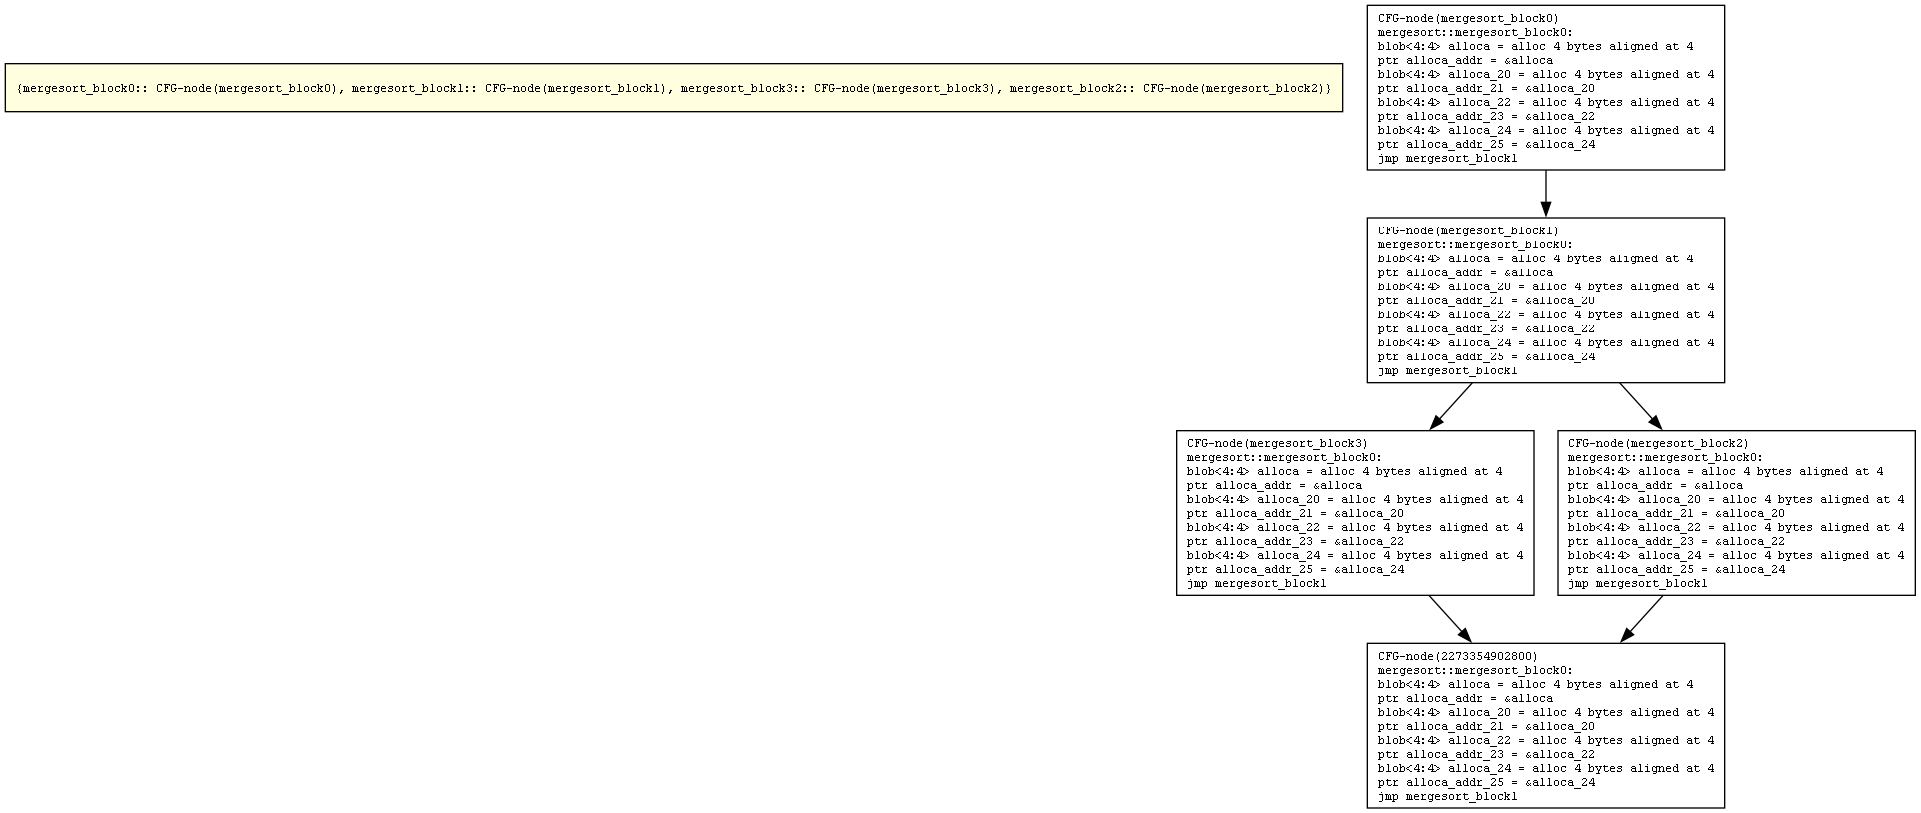 {mergesort_block0:: CFG-node(mergesort_block0), mergesort_block1:: CFG-node(mergesort_block1), mergesort_block3:: CFG-node(mergesort_block3), mergesort_block2:: CFG-node(mergesort_block2)}
CFG-node(mergesort_block0)
mergesort::mergesort_block0:
blob<4:4> alloca = alloc 4 bytes aligned at 4
ptr alloca_addr = &alloca
blob<4:4> alloca_20 = alloc 4 bytes aligned at 4
ptr alloca_addr_21 = &alloca_20
blob<4:4> alloca_22 = alloc 4 bytes aligned at 4
ptr alloca_addr_23 = &alloca_22
blob<4:4> alloca_24 = alloc 4 bytes aligned at 4
ptr alloca_addr_25 = &alloca_24
jmp mergesort_block1
CFG-node(mergesort_block1)
mergesort::mergesort_block0:
blob<4:4> alloca = alloc 4 bytes aligned at 4
ptr alloca_addr = &alloca
blob<4:4> alloca_20 = alloc 4 bytes aligned at 4
ptr alloca_addr_21 = &alloca_20
blob<4:4> alloca_22 = alloc 4 bytes aligned at 4
ptr alloca_addr_23 = &alloca_22
blob<4:4> alloca_24 = alloc 4 bytes aligned at 4
ptr alloca_addr_25 = &alloca_24
jmp mergesort_block1
CFG-node(mergesort_block3)
mergesort::mergesort_block0:
blob<4:4> alloca = alloc 4 bytes aligned at 4
ptr alloca_addr = &alloca
blob<4:4> alloca_20 = alloc 4 bytes aligned at 4
ptr alloca_addr_21 = &alloca_20
blob<4:4> alloca_22 = alloc 4 bytes aligned at 4
ptr alloca_addr_23 = &alloca_22
blob<4:4> alloca_24 = alloc 4 bytes aligned at 4
ptr alloca_addr_25 = &alloca_24
jmp mergesort_block1
CFG-node(mergesort_block2)
mergesort::mergesort_block0:
blob<4:4> alloca = alloc 4 bytes aligned at 4
ptr alloca_addr = &alloca
blob<4:4> alloca_20 = alloc 4 bytes aligned at 4
ptr alloca_addr_21 = &alloca_20
blob<4:4> alloca_22 = alloc 4 bytes aligned at 4
ptr alloca_addr_23 = &alloca_22
blob<4:4> alloca_24 = alloc 4 bytes aligned at 4
ptr alloca_addr_25 = &alloca_24
jmp mergesort_block1
CFG-node(2273354902800)
mergesort::mergesort_block0:
blob<4:4> alloca = alloc 4 bytes aligned at 4
ptr alloca_addr = &alloca
blob<4:4> alloca_20 = alloc 4 bytes aligned at 4
ptr alloca_addr_21 = &alloca_20
blob<4:4> alloca_22 = alloc 4 bytes aligned at 4
ptr alloca_addr_23 = &alloca_22
blob<4:4> alloca_24 = alloc 4 bytes aligned at 4
ptr alloca_addr_25 = &alloca_24
jmp mergesort_block1